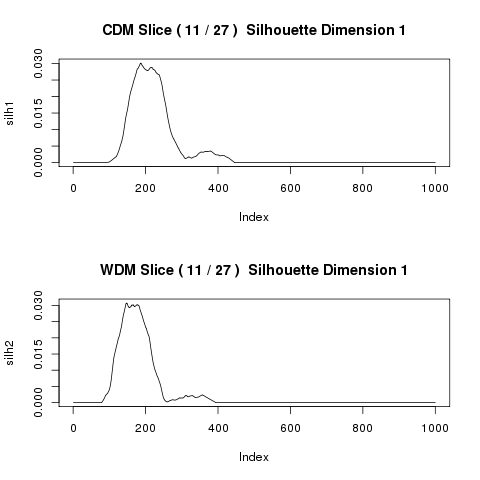 CDM Slice ( 11 / 27 )  Silhouette Dimension 1
silh1
0.030
0.015
0.000
0 200 400 600 800 1000
Index
WDM Slice ( 11 / 27 )  Silhouette Dimension 1
silh2
0.030
0.015
0.000
0 200 400 600 800 1000
Index